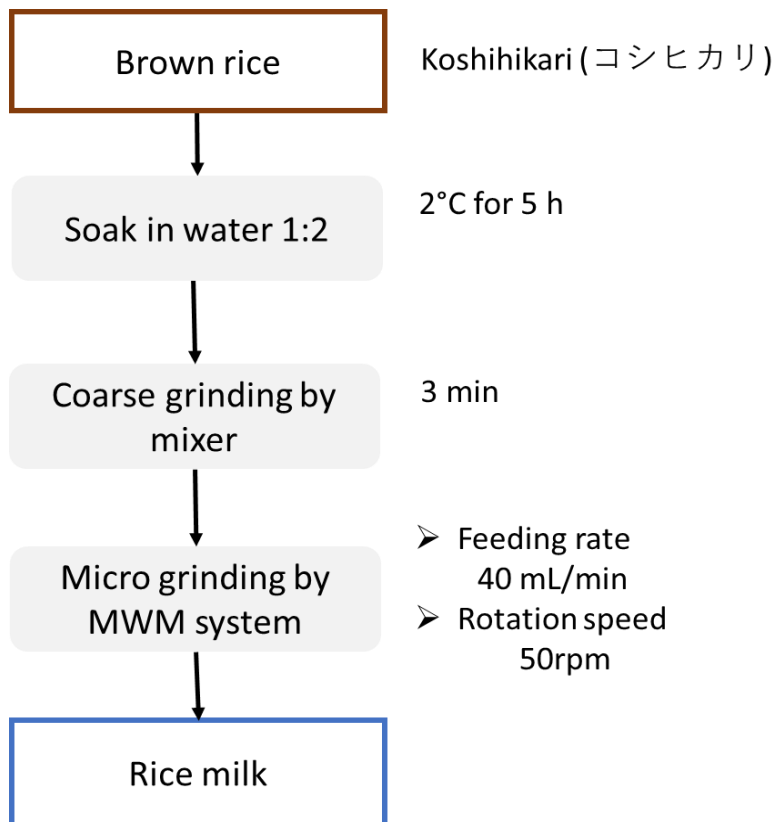 Brown rice
Koshihikari (コシヒカリ)
Soak in water 1:2
2°C for 5 h
Coarse grinding by
mixer
3 min
Micro grinding by
MWM system
➢ Feeding rate
40 mL/min
➢ Rotation speed
50rpm
Rice milk